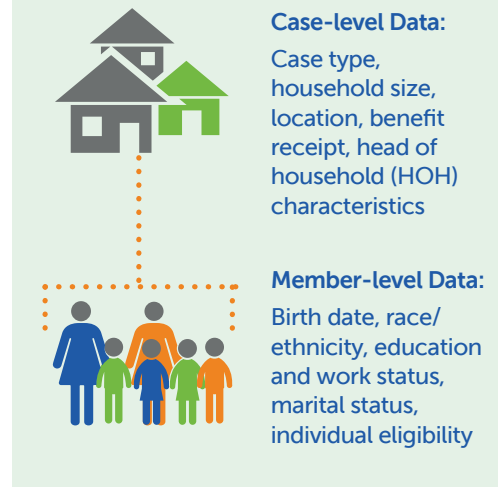 Case-level Data:
Case type,
household size,
location, benefit
receipt, head of
household (HOH)
characteristics
Member-level Data:
Birth date, race/
ethnicity, education
and work status,
marital status,
individual eligibility